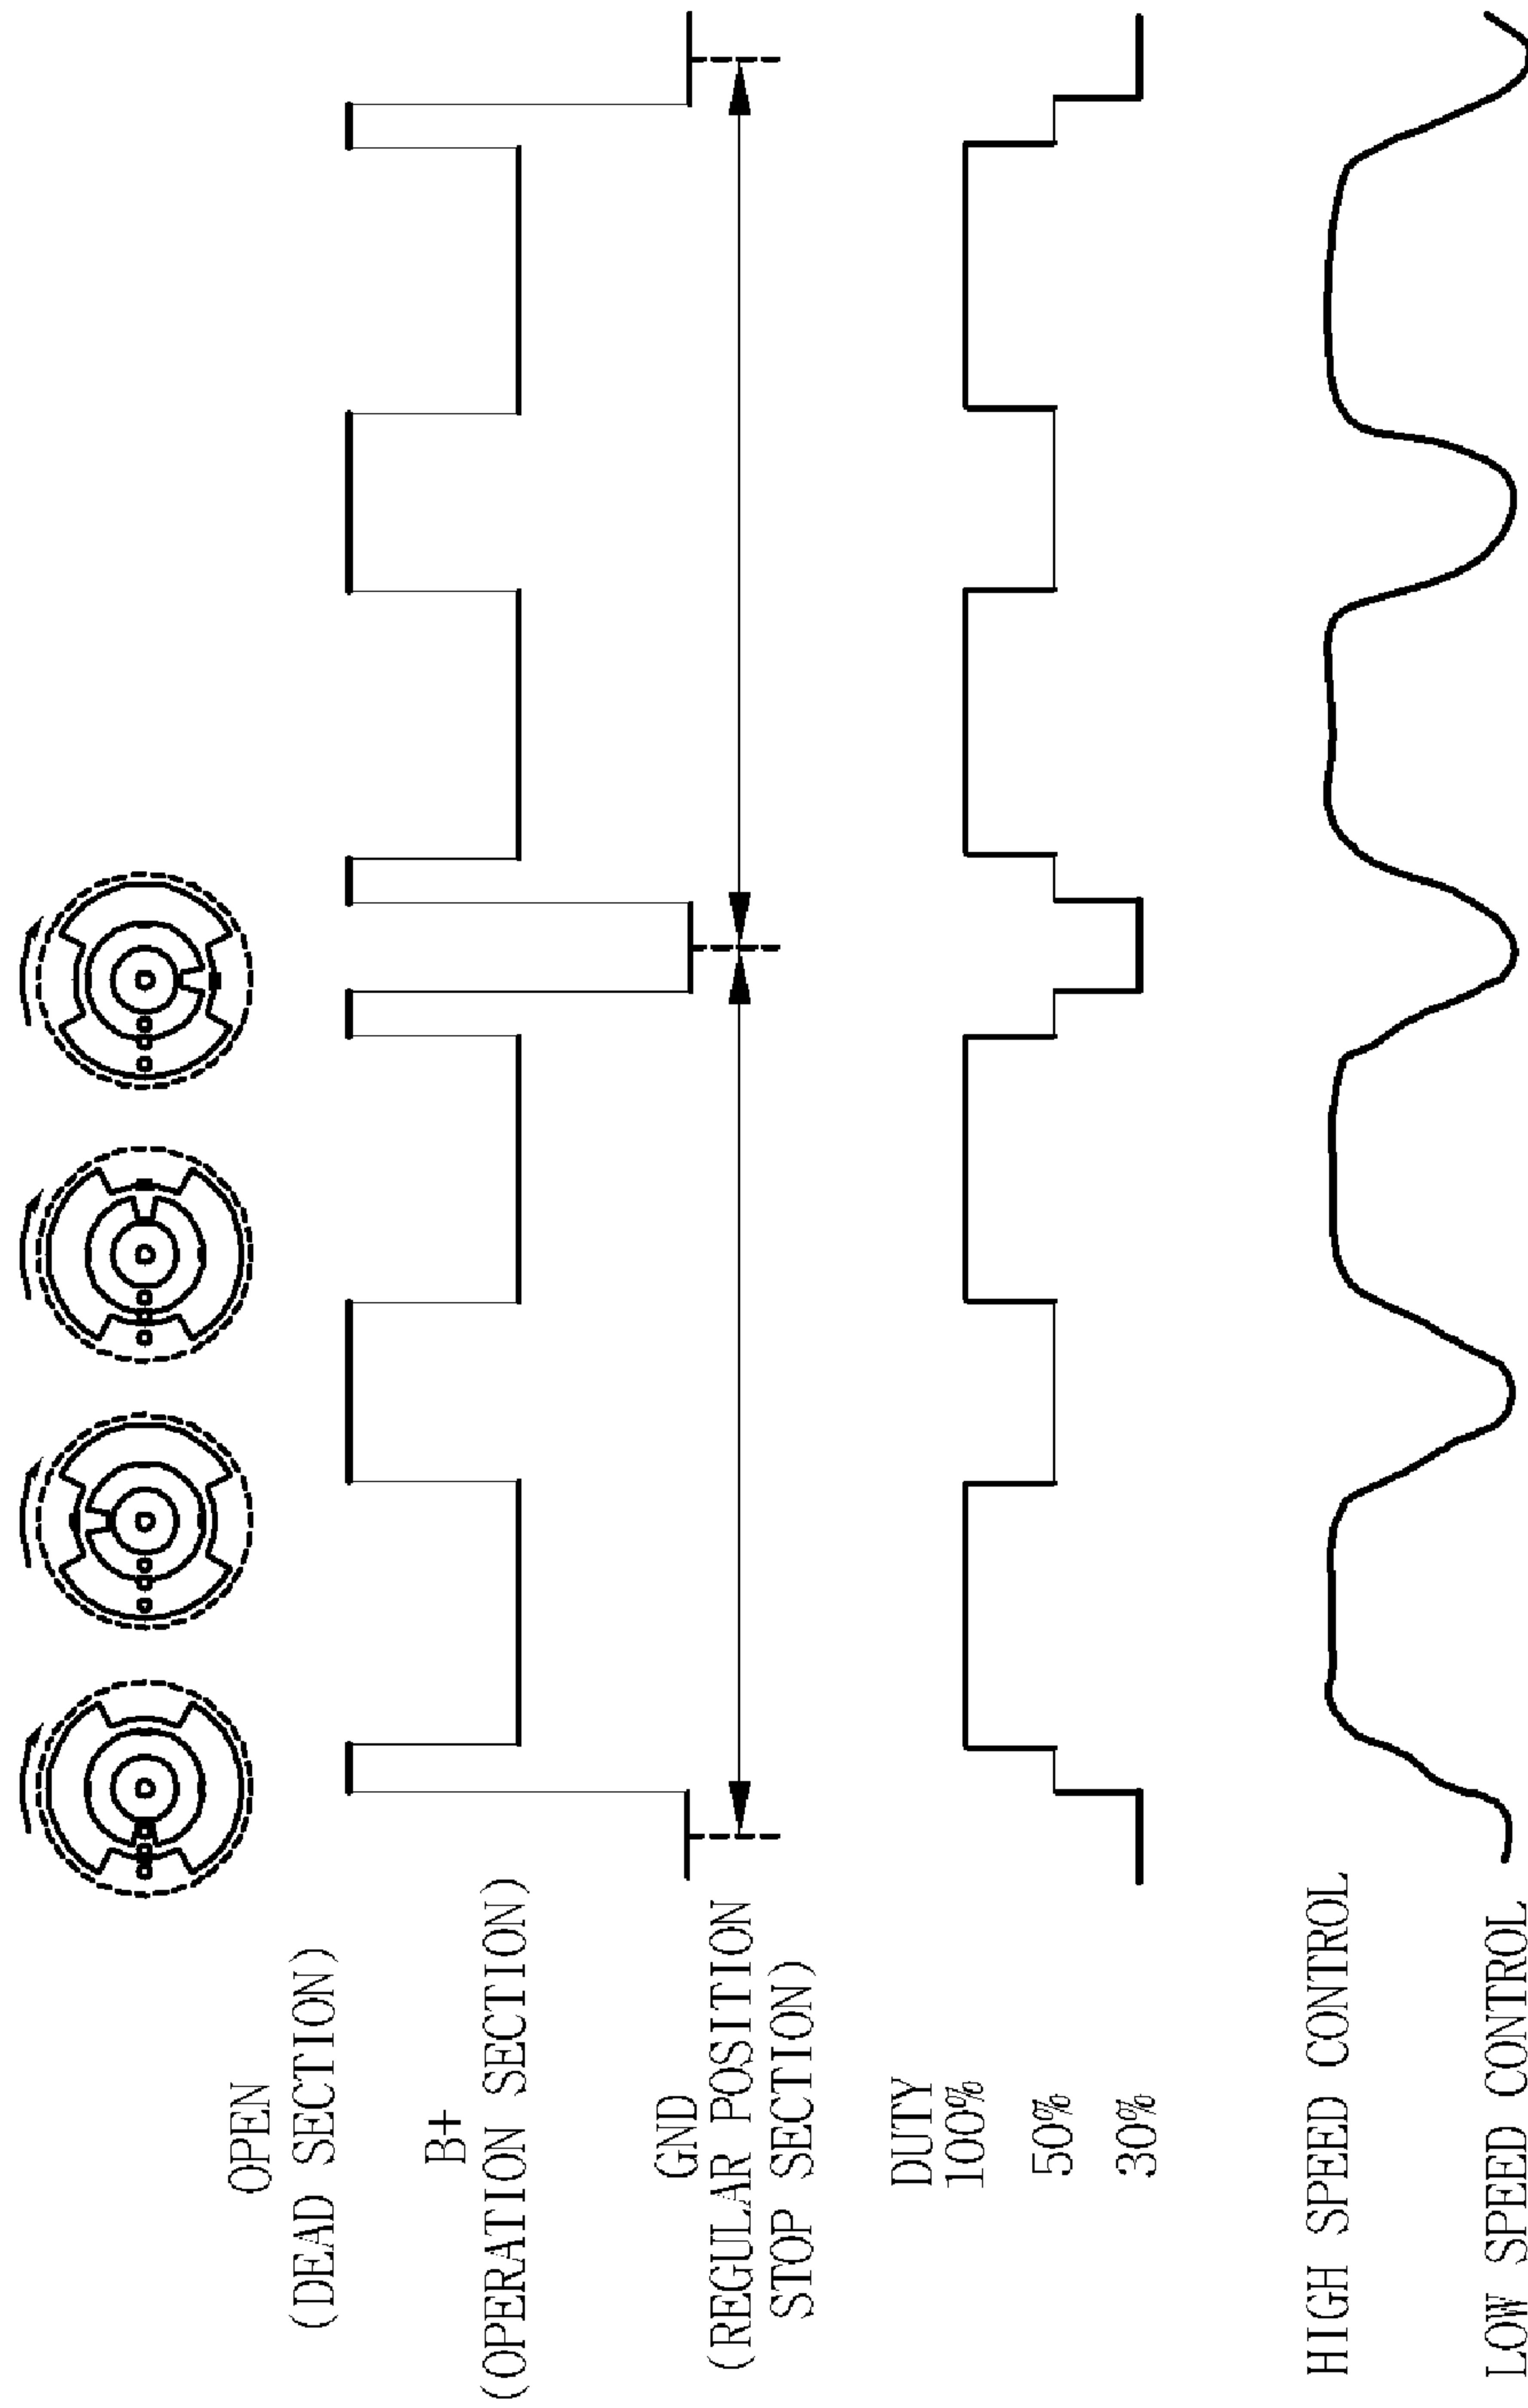 OPEN
(DEAD SECTION)
B+
(OPERATION SECTION)
GND
(REGULAR POSITION
STOP SECTION)
DUTY
100%
50%
30%
HIGH SPEED CONTROL
LOW SPEED CONTROL